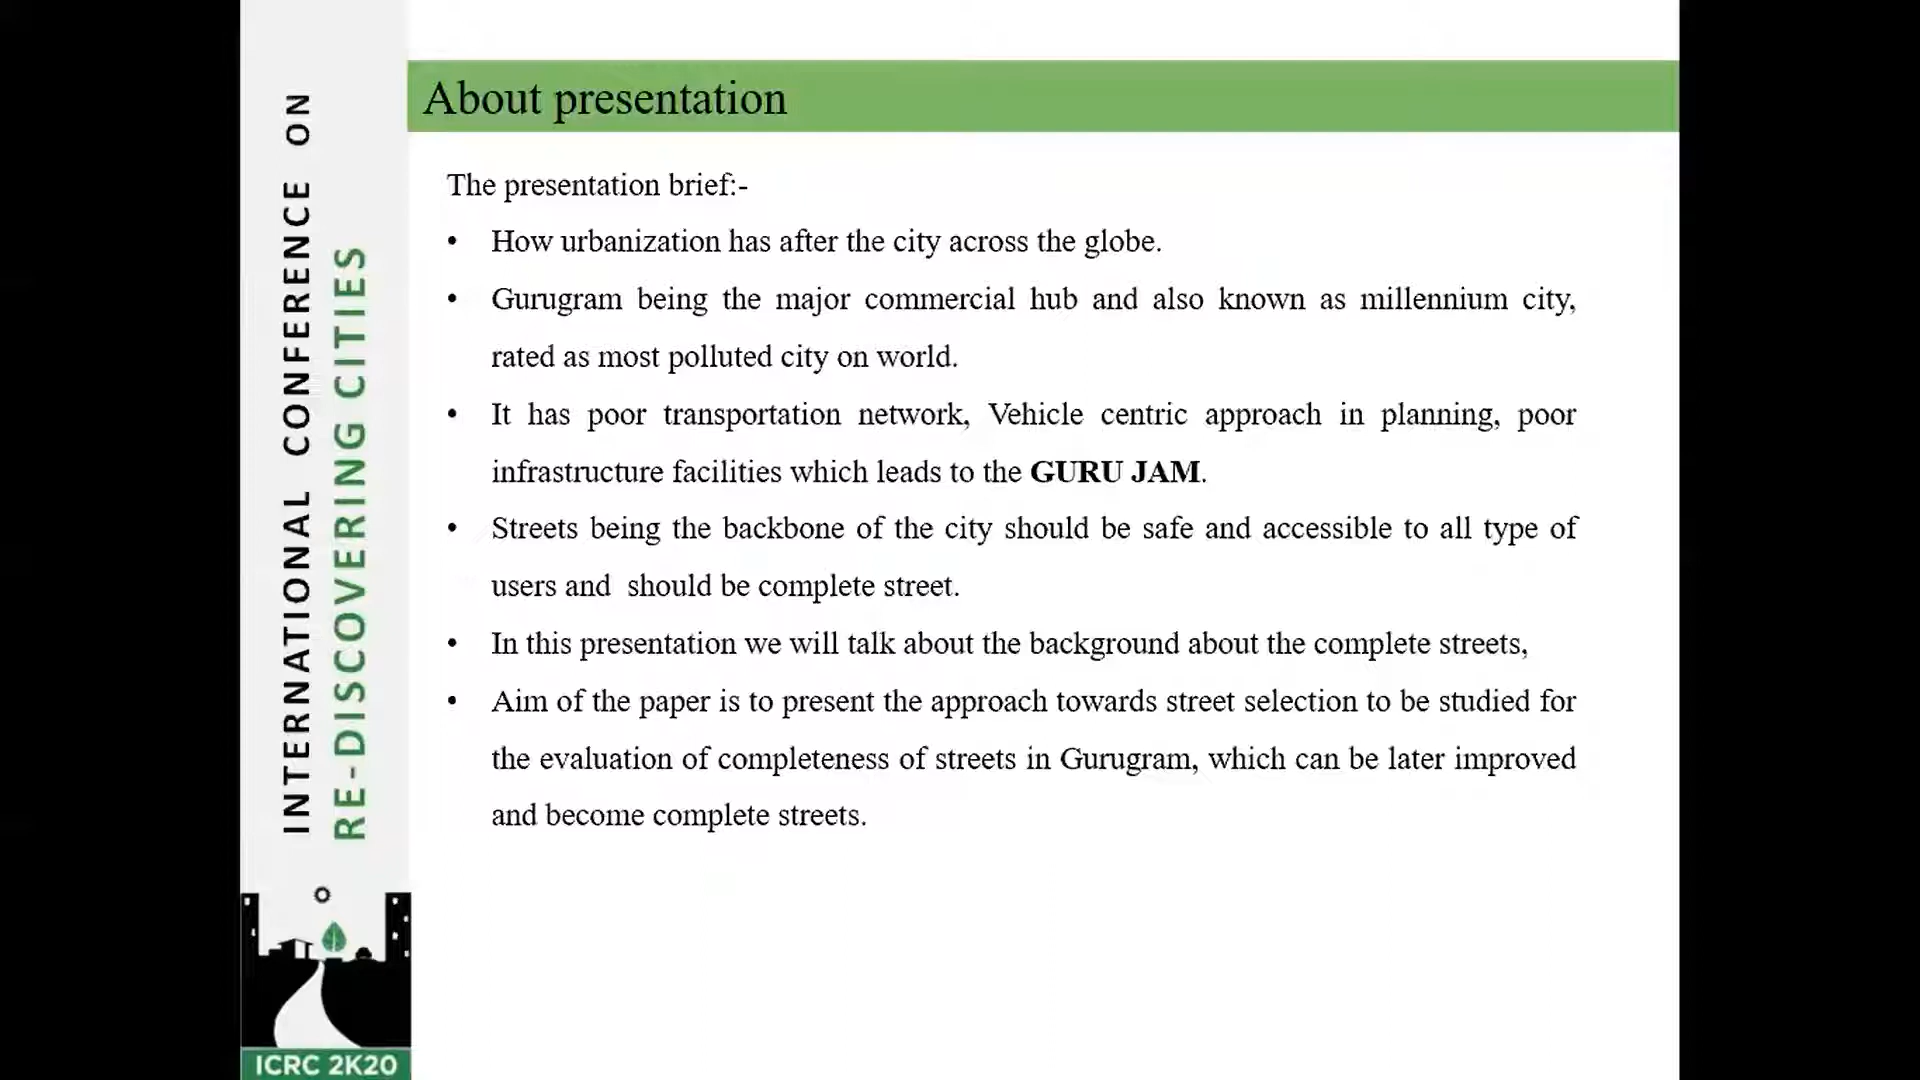 INTERNATIONAL CONFERENCE ON
RE-DISCOVERING CITIES
ICRC 2K20
About presentation
The presentation brief:-
• How urbanization has after the city across the globe.
• Gurugram being the major commercial hub and also known as millennium city,
rated as most polluted city on world.
• It has poor transportation network, Vehicle centric approach in planning, poor
infrastructure facilities which leads to the GURU JAM.
• Streets being the backbone of the city should be safe and accessible to all type of
users and  should be complete street.
• In this presentation we will talk about the background about the complete streets,
• Aim of the paper is to present the approach towards street selection to be studied for
the evaluation of completeness of streets in Gurugram, which can be later improved
and become complete streets.